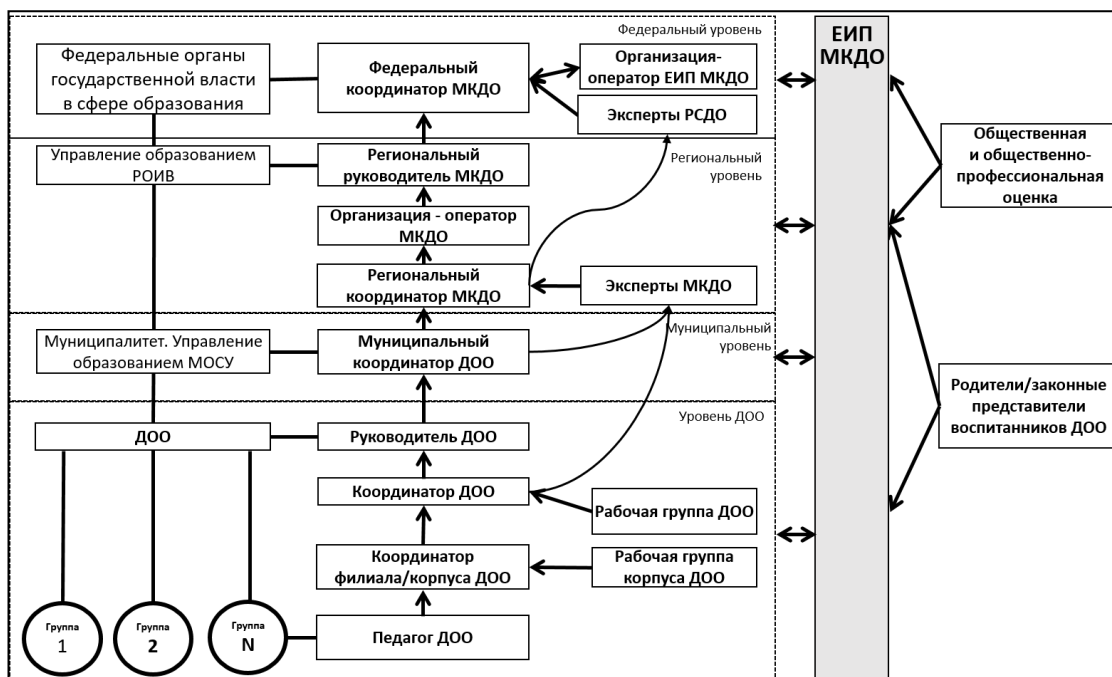 Федеральный уровень
Федеральные органы
государственной власти
в сфере образования
Федеральный
координатор МКДО
Организация-
оператор ЕИП МКДО
Эксперты РСДО
Управление образованием
РОИВ
Региональный
руководитель МКДО
Региональный
уровень
Организация - оператор
МКДО
Региональный
координатор МКДО
Эксперты МКДО
Муниципалитет. Управление
образованием МОСУ
Муниципальный
координатор ДОО
Муниципальный
уровень
Уровень ДОО
ДОО
Руководитель ДОО
Координатор ДОО
Рабочая группа ДОО
Координатор
филиала/корпуса ДОО
Рабочая группа
корпуса ДОО
Группа
1
Группа
2
Группа
N
Педагог ДОО
ЕИП
МКДО
Общественная
и общественно-
профессиональная
оценка
Родители/законные
представители
воспитанников ДОО